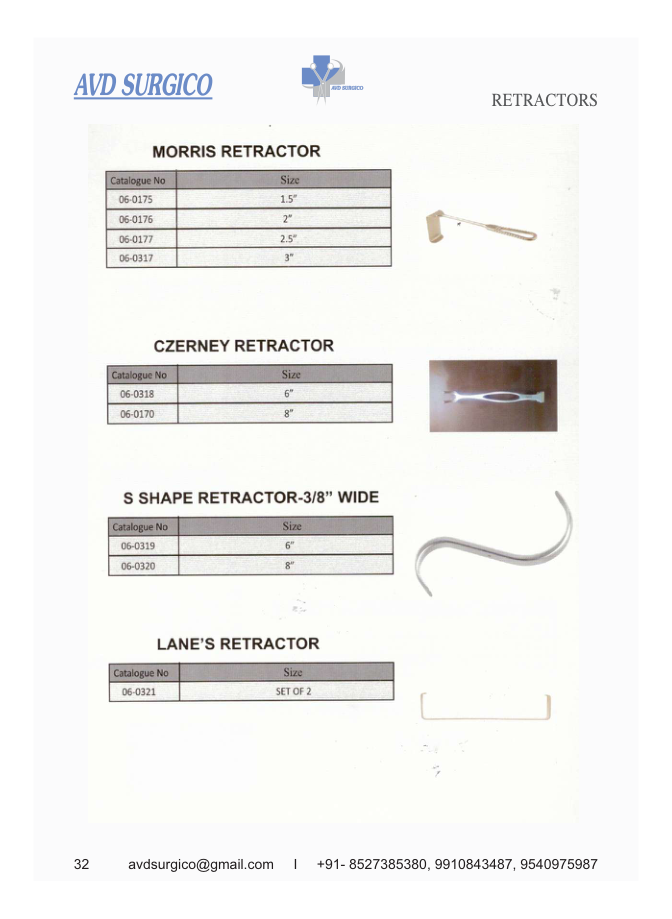 AVD SURGICO
AVD SURGICO
RETRACTORS
MORRIS RETRACTOR
Catalogue No Size
06-0175 1.5"
06-0176 2"
06-0177 2.5"
06-0317 3"
CZERNEY RETRACTOR
Catalogue No Size
06-0318 6"
06-0170 8"
S SHAPE RETRACTOR-3/8” WIDE
Catalogue No Size
06-0319 6"
06-0320 8"
LANE’S RETRACTOR
Catalogue No Size
06-0321 SET OF 2
32 avdsurgico@gmail.com I +91- 8527385380, 9910843487, 9540975987